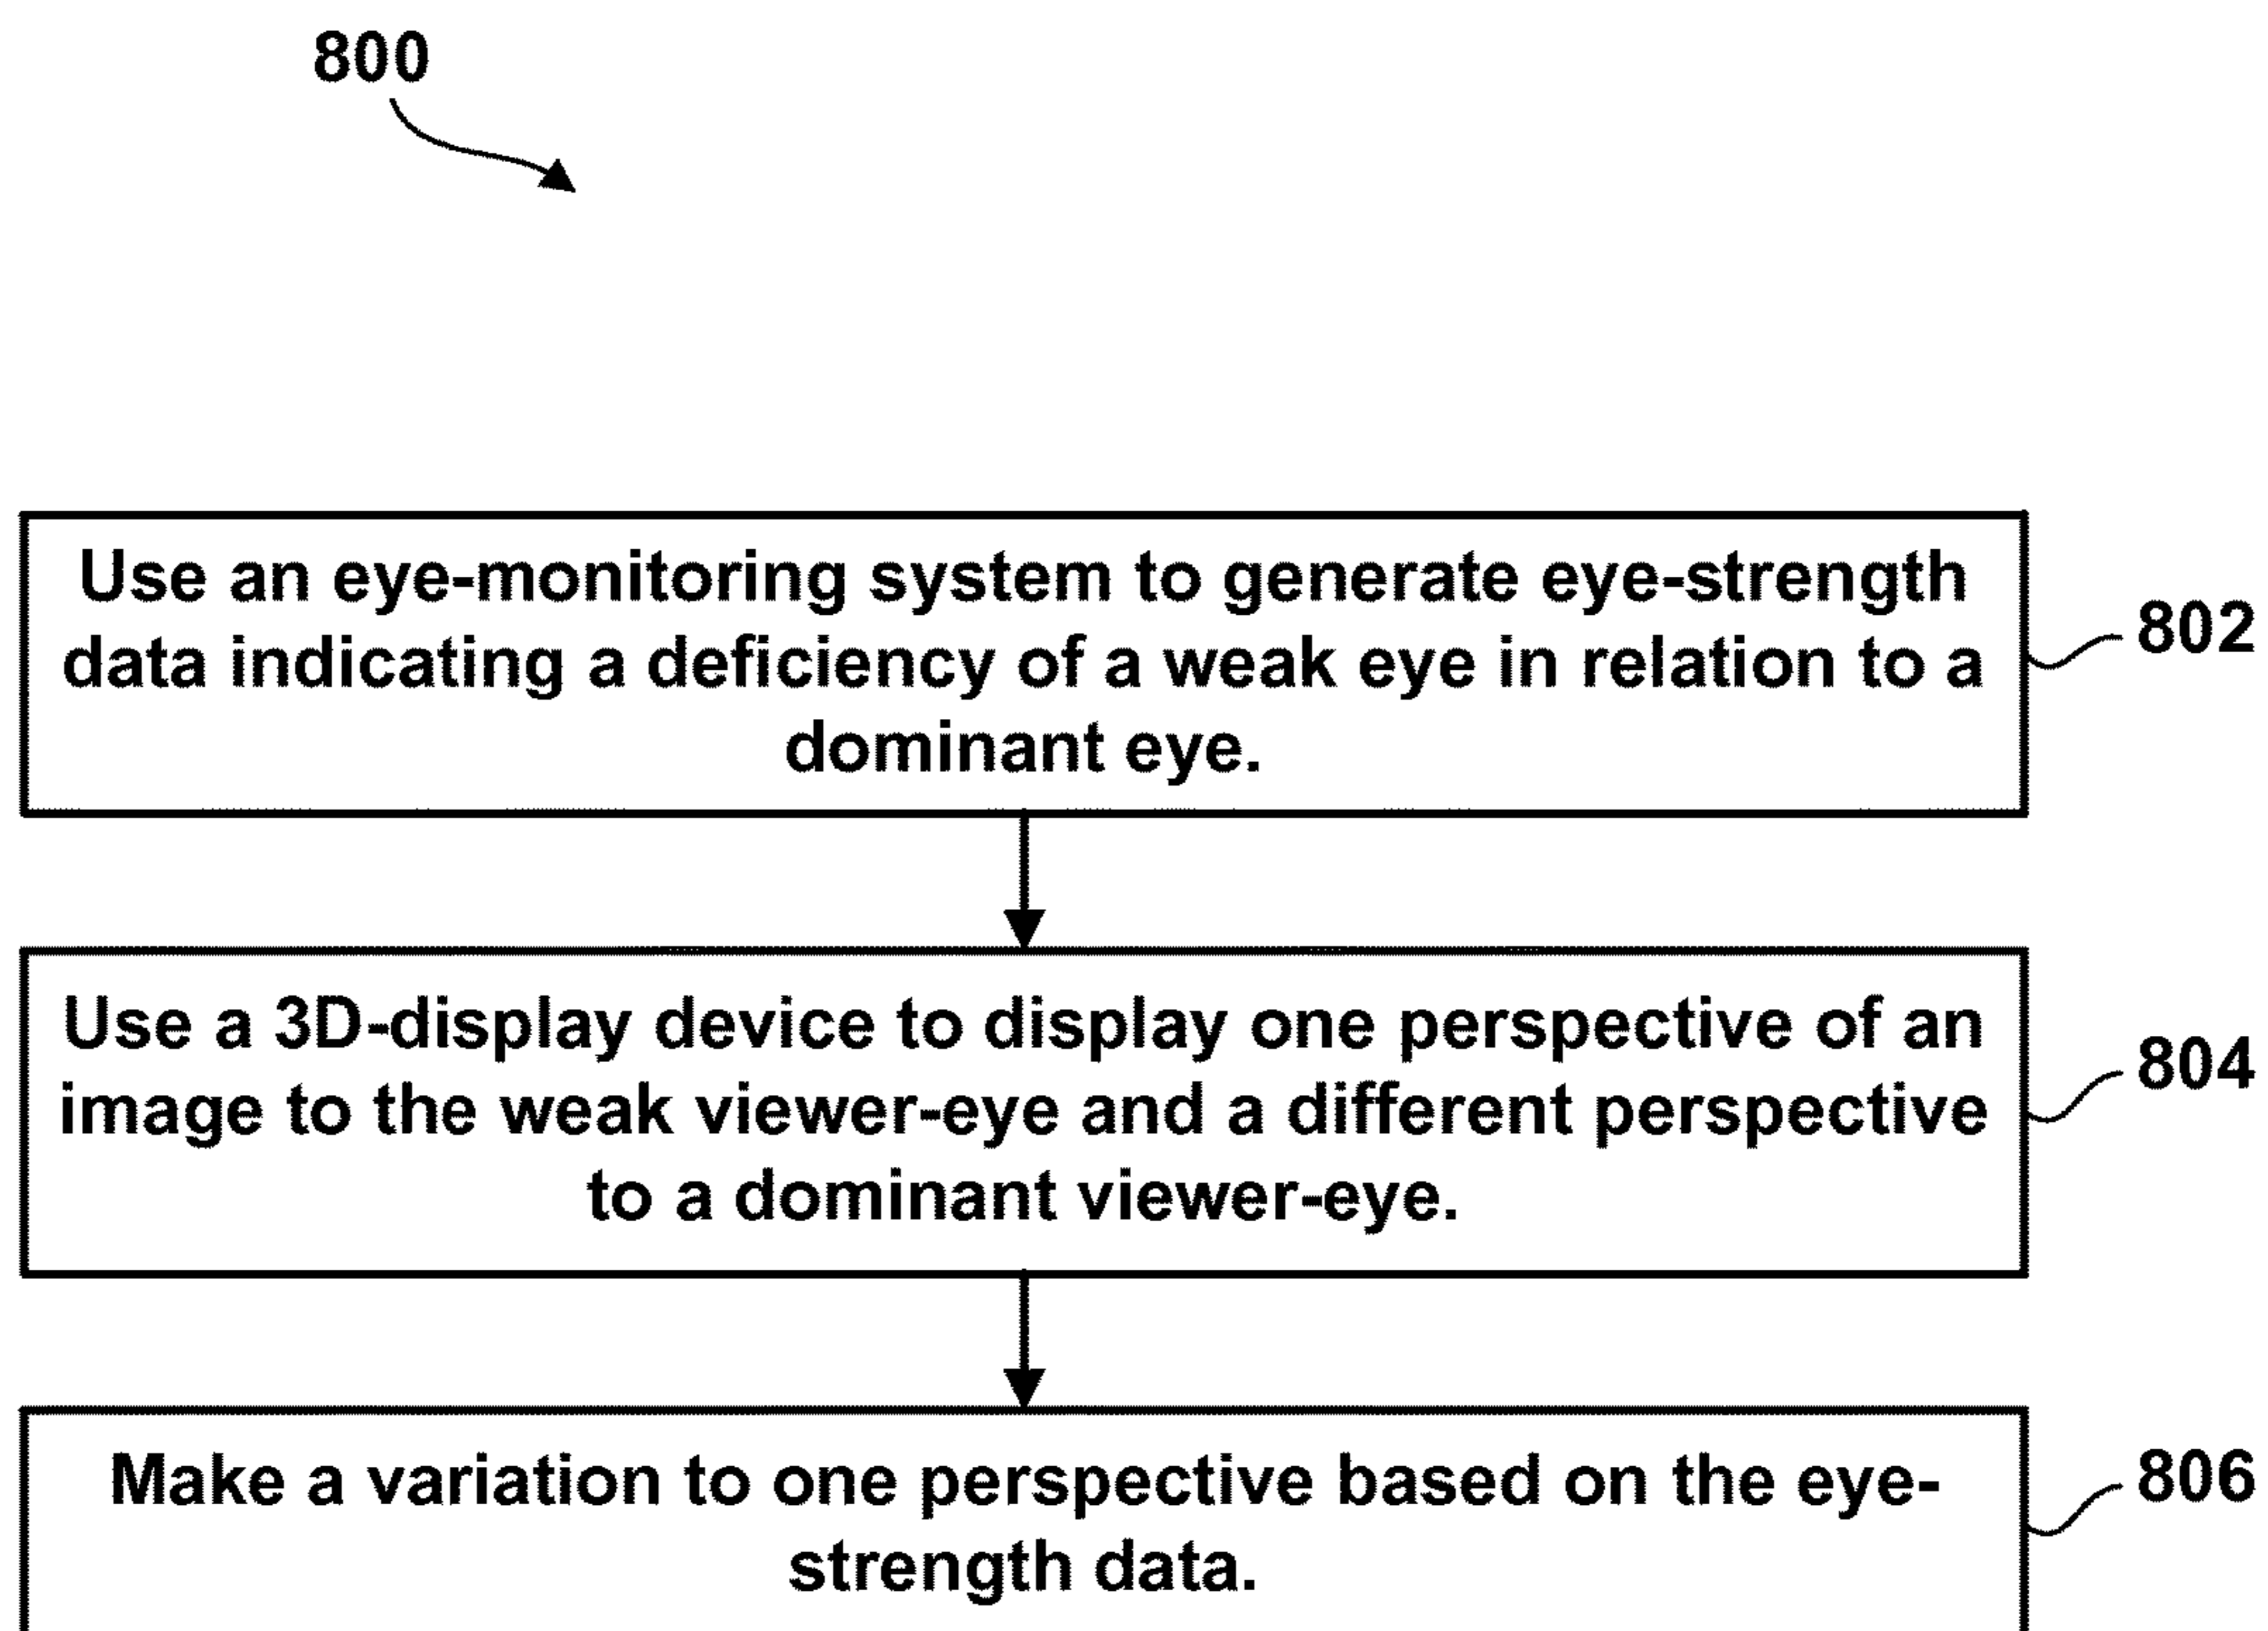 800
Use an eye-monitoring system to generate eye-strength
data indicating a deficiency of a weak eye in relation to a
dominant eye.
802
Use a 3D-display device to display one perspective of an
image to the weak viewer-eye and a different perspective
to a dominant viewer-eye.
804
Make a variation to one perspective based on the eye-
strength data.
806